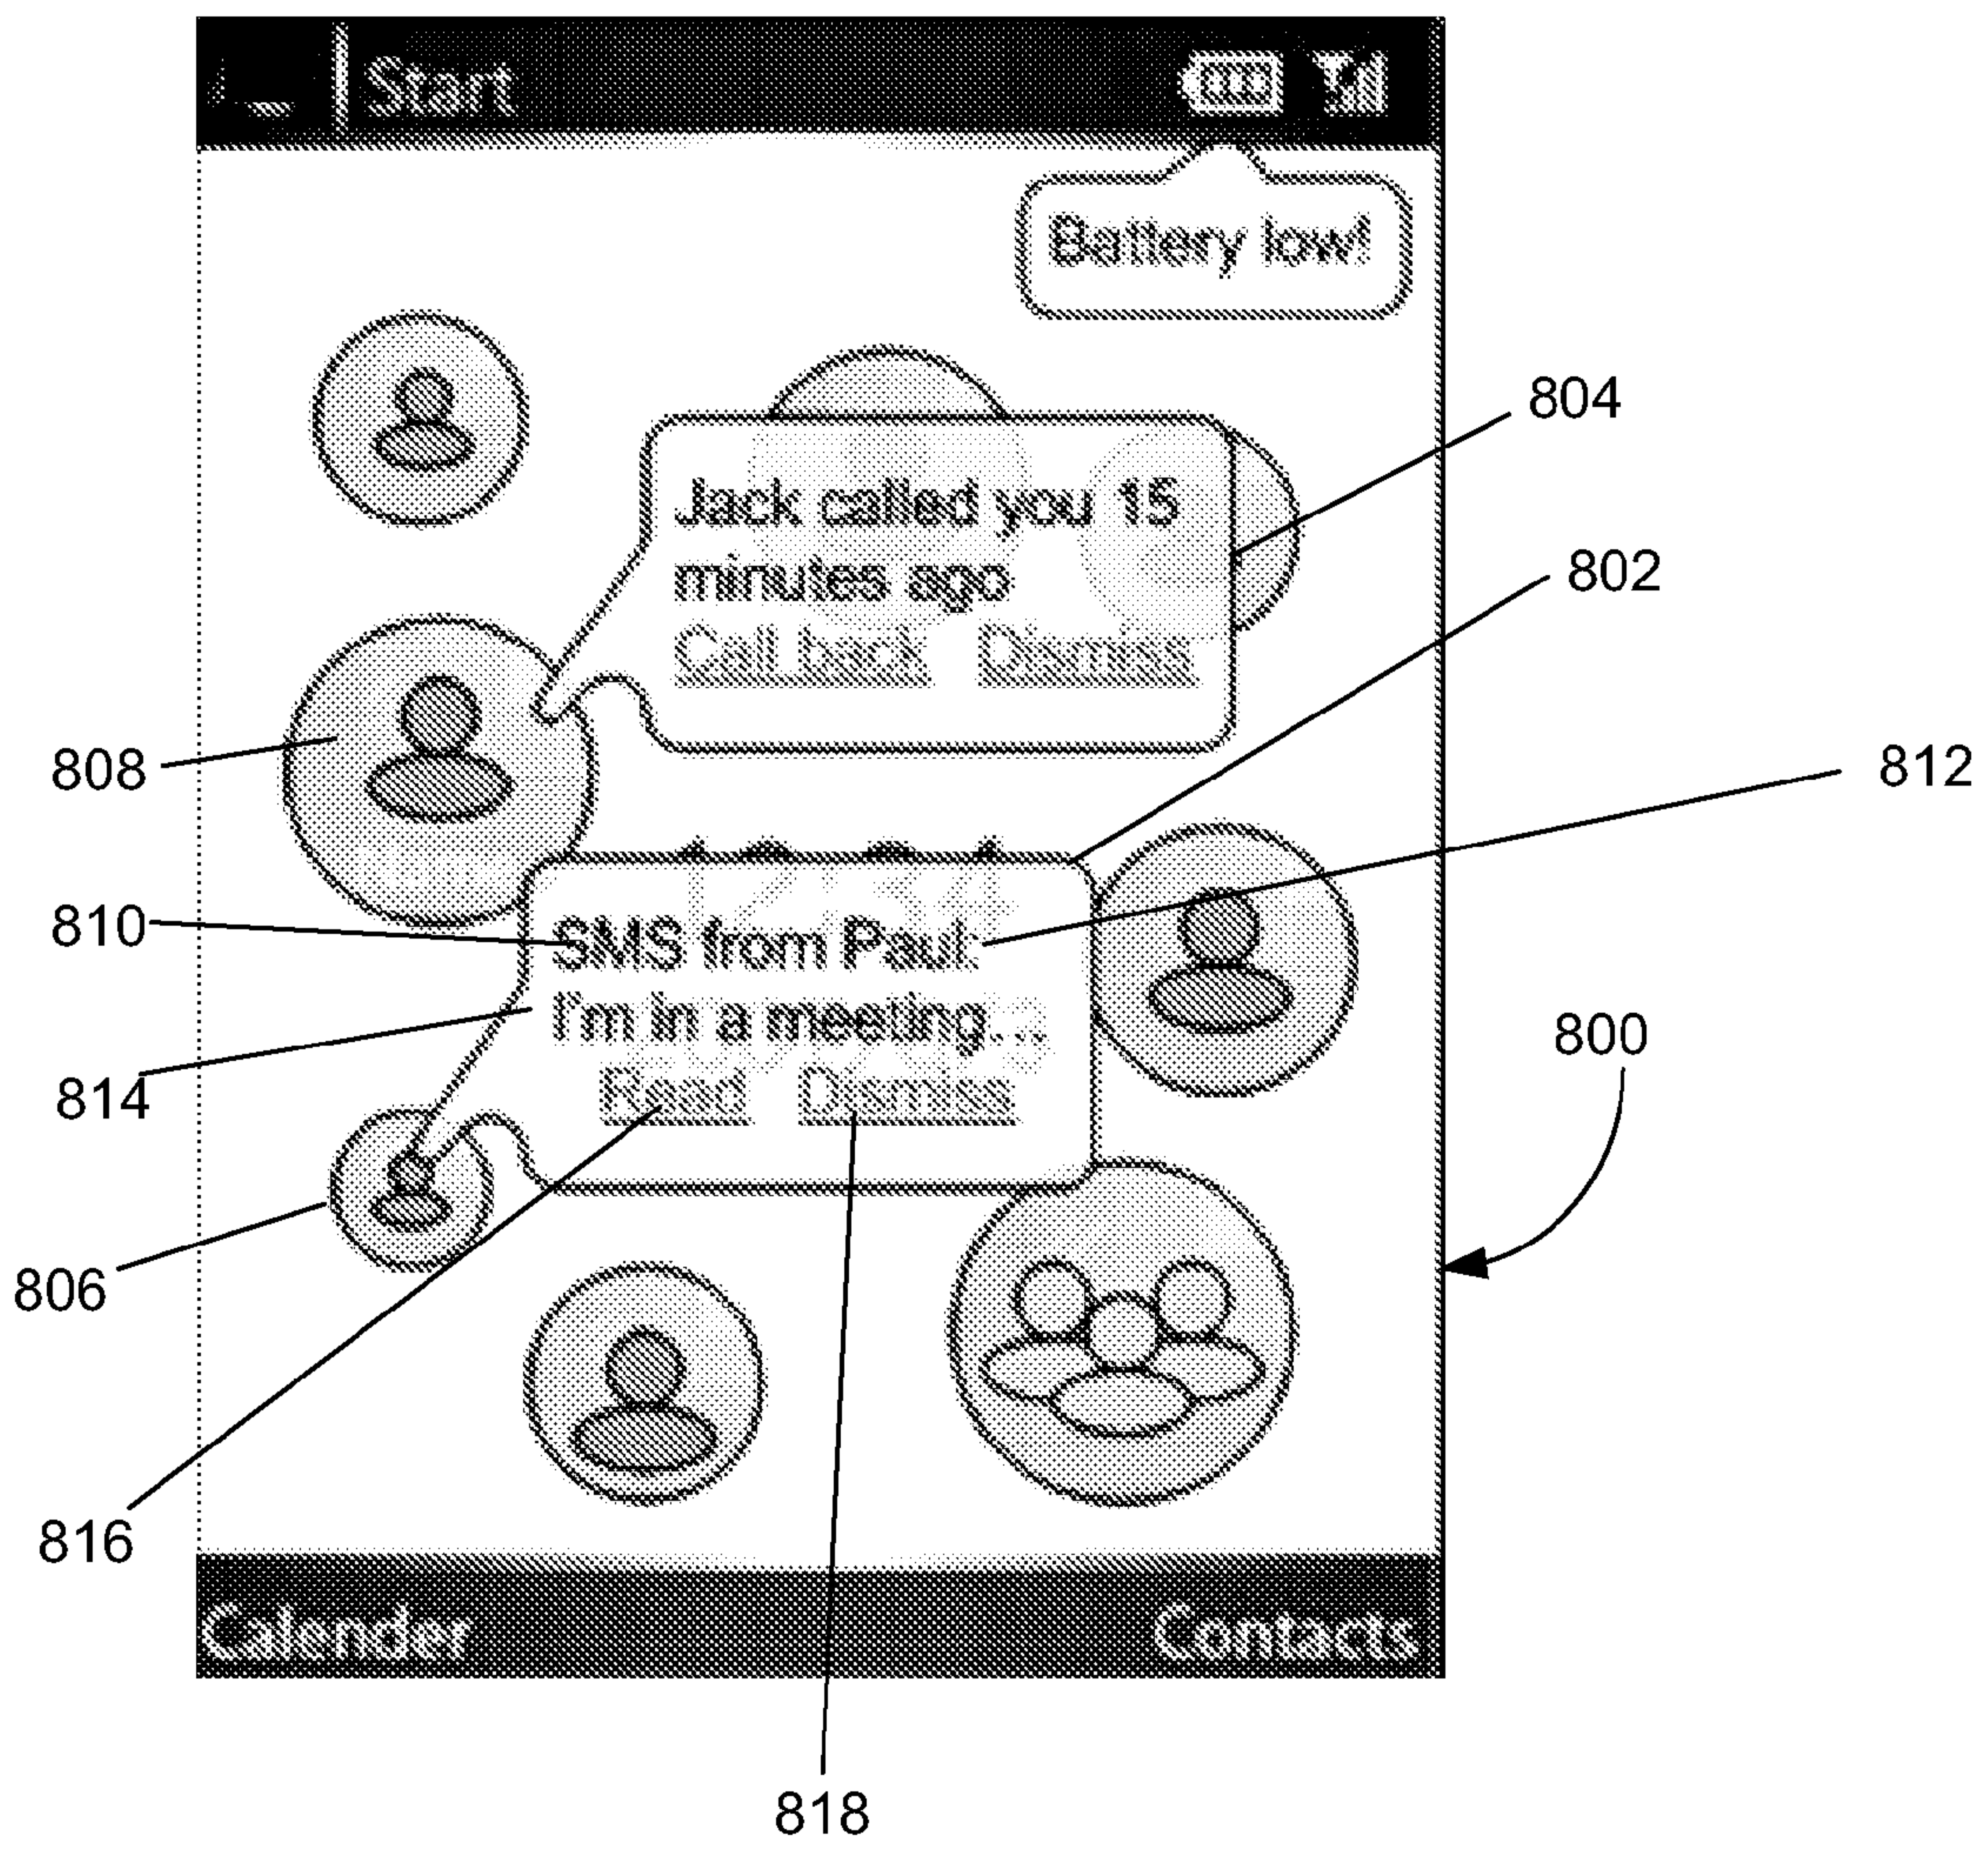 Start
Battery low!
804
Jack called you 15
minutes ago
802
Call back Dismiss
808
812
810
SMS from Paul:
I'm in a meeting...
800
814
Read Dismiss
806
816
Calender Contacts
818